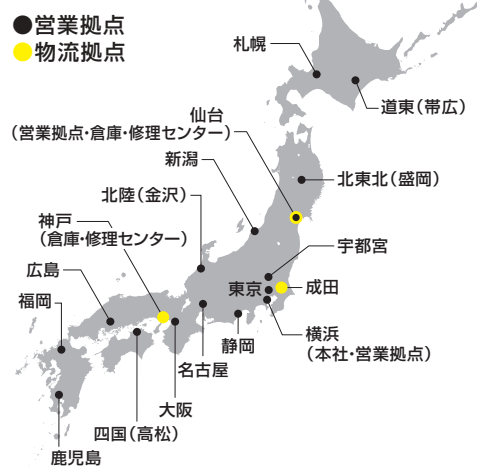 ●営業拠点
●物流拠点
札幌
道東（帯広）
仙台
（営業拠点・倉庫・修理センター）
新潟
北東北（盛岡）
北陸（金沢）
神戸
（倉庫・修理センター）
宇都宮
広島
東京
成田
福岡
横浜
（本社・営業拠点）
静岡
名古屋
大阪
四国（高松）
鹿児島